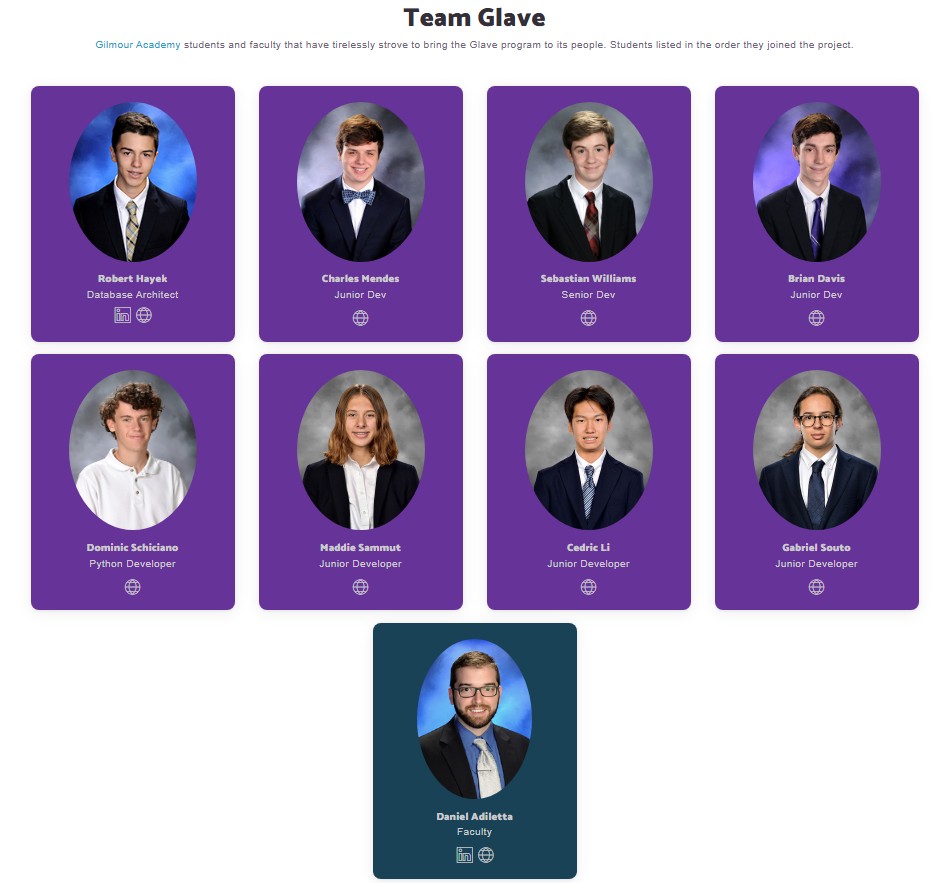 Team Glave
Gilmour Academy students and faculty that have tirelessly strove to bring the Glave program to its people. Students listed in the order they joined the project.
Robert Hayek
Database Architect
in
Charles Mendes
Junior Dev
Sebastian Williams
Senior Dev
Brian Davis
Junior Dev
Dominic Schiciano
Python Developer
Maddie Sammut
Junior Developer
Cedric Li
Junior Developer
Gabriel Souto
Junior Developer
Daniel Adiletta
Faculty
in